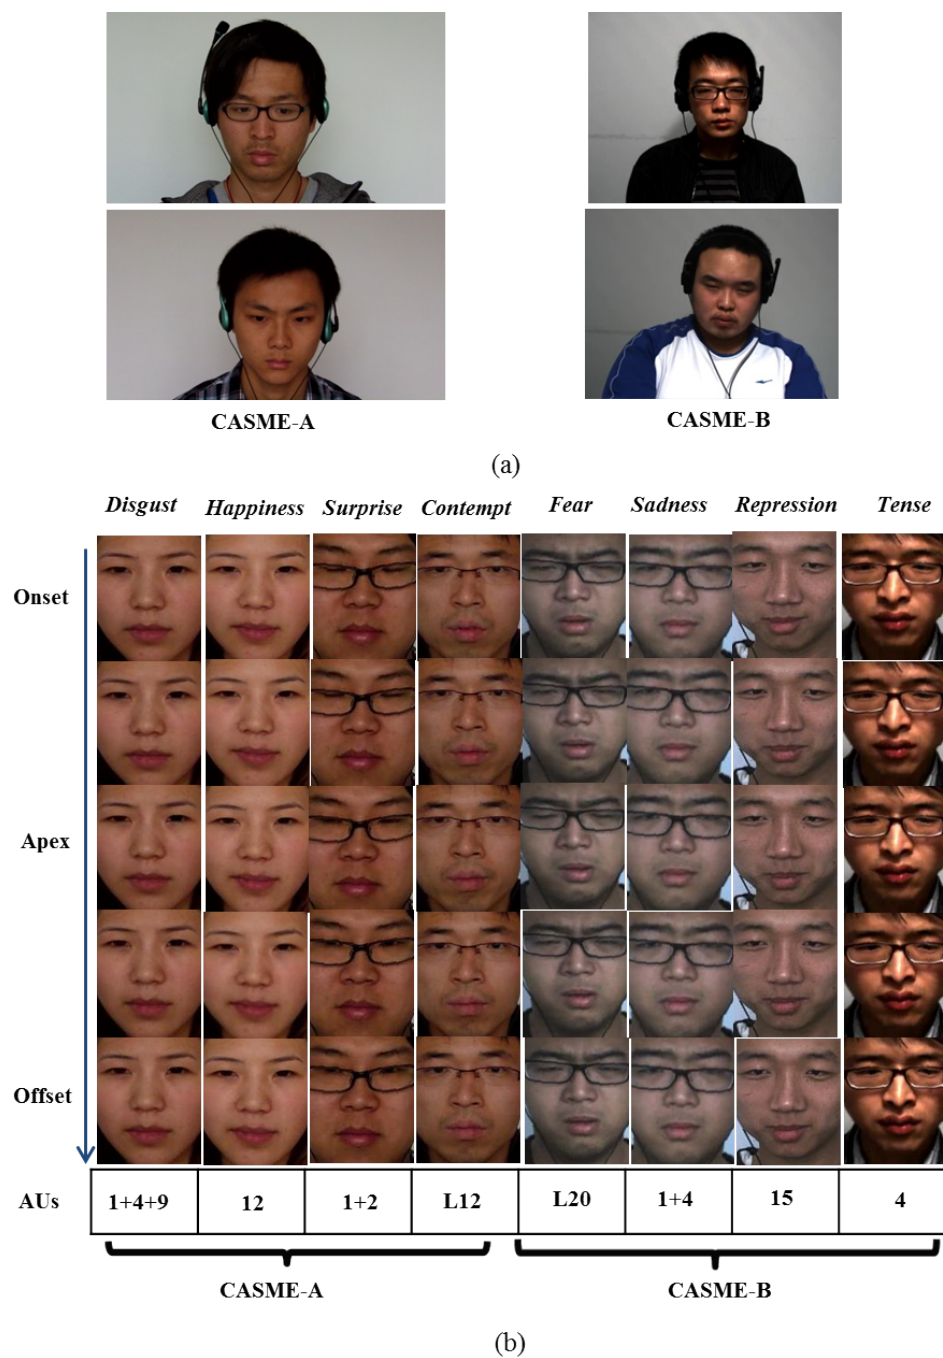 CASME-A
CASME-B
(a)
Disgust Happiness Surprise Contempt Fear Sadness Repression Tense
Onset
Apex
Offset
AUs 1+4+9 12 1+2 L12 L20 1+4 15 4
CASME-A CASME-B
(b)